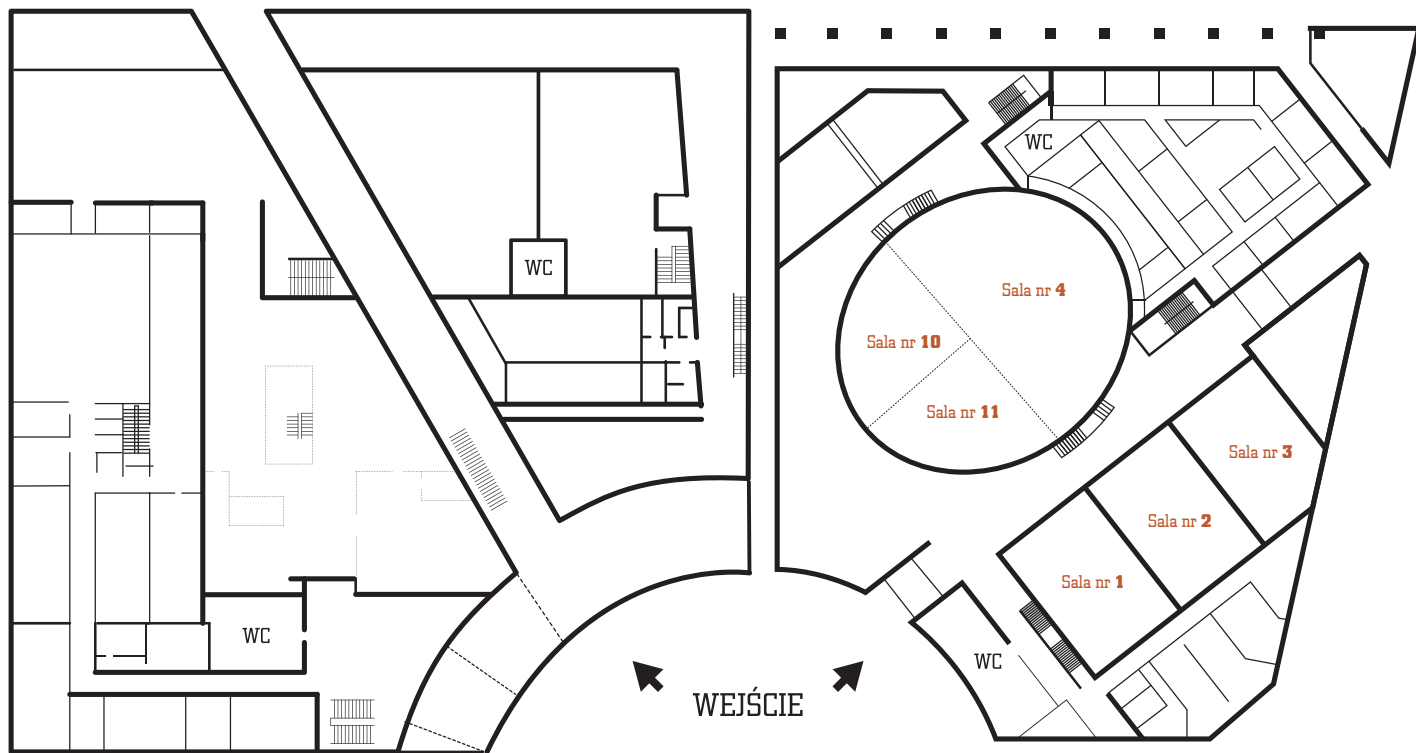 WC
WC
Sala nr 4
Sala nr 10
Sala nr 11
Sala nr 3
Sala nr 2
Sala nr 1
WC
WC
WEJŚCIE